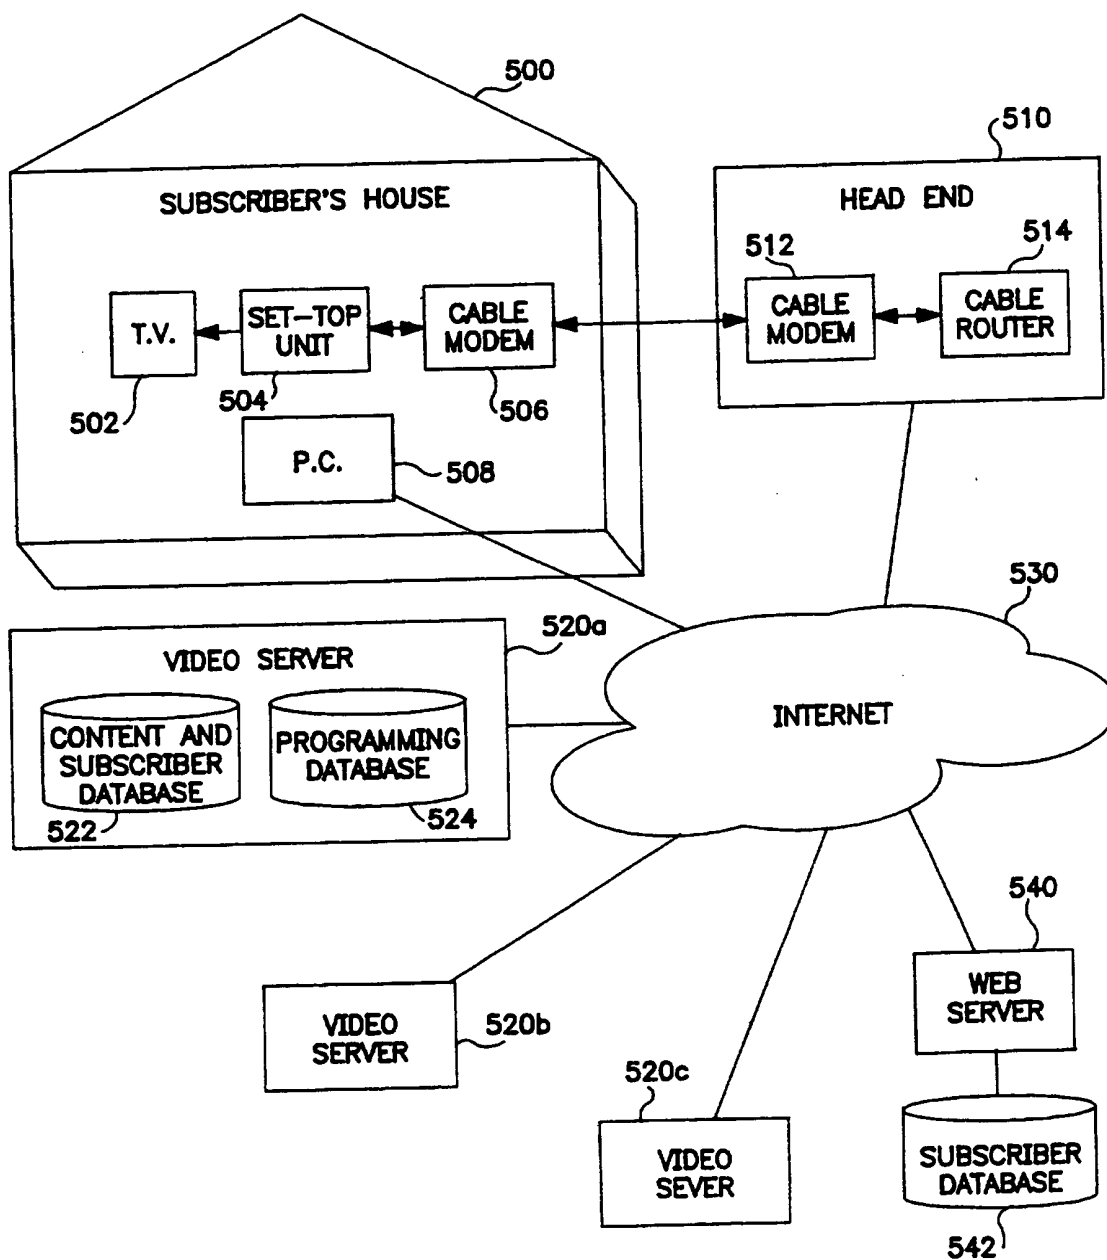 500
SUBSCRIBER'S HOUSE
T.V.
502
SET-TOP
UNIT
504
CABLE
MODEM
506
P.C.
508
510
HEAD END
512
CABLE
MODEM
514
CABLE
ROUTER
530
INTERNET
520a
VIDEO SERVER
CONTENT AND
SUBSCRIBER
DATABASE
522
PROGRAMMING
DATABASE
524
VIDEO
SERVER
520b
520c
VIDEO
SEVER
540
WEB
SERVER
SUBSCRIBER
DATABASE
542